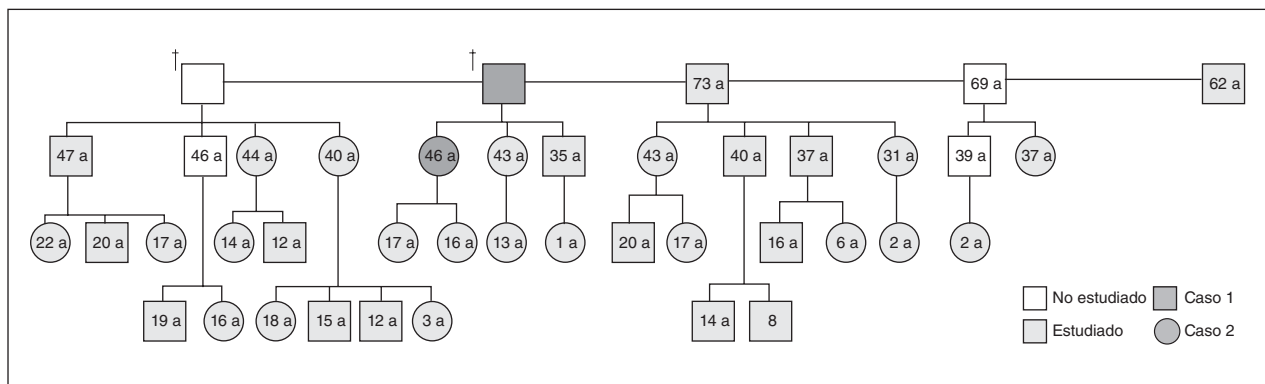 † †
73 a 69 a 62 a
47 a 46 a 44 a 40 a 46 a 43 a 35 a 43 a 40 a 37 a 31 a 39 a 37 a
22 a 20 a 17 a 14 a 12 a 17 a 16 a 13 a 1 a 20 a 17 a 16 a 6 a 2 a 2 a
19 a 16 a 18 a 15 a 12 a 3 a 14 a 8
No estudiado Caso 1
Estudiado Caso 2